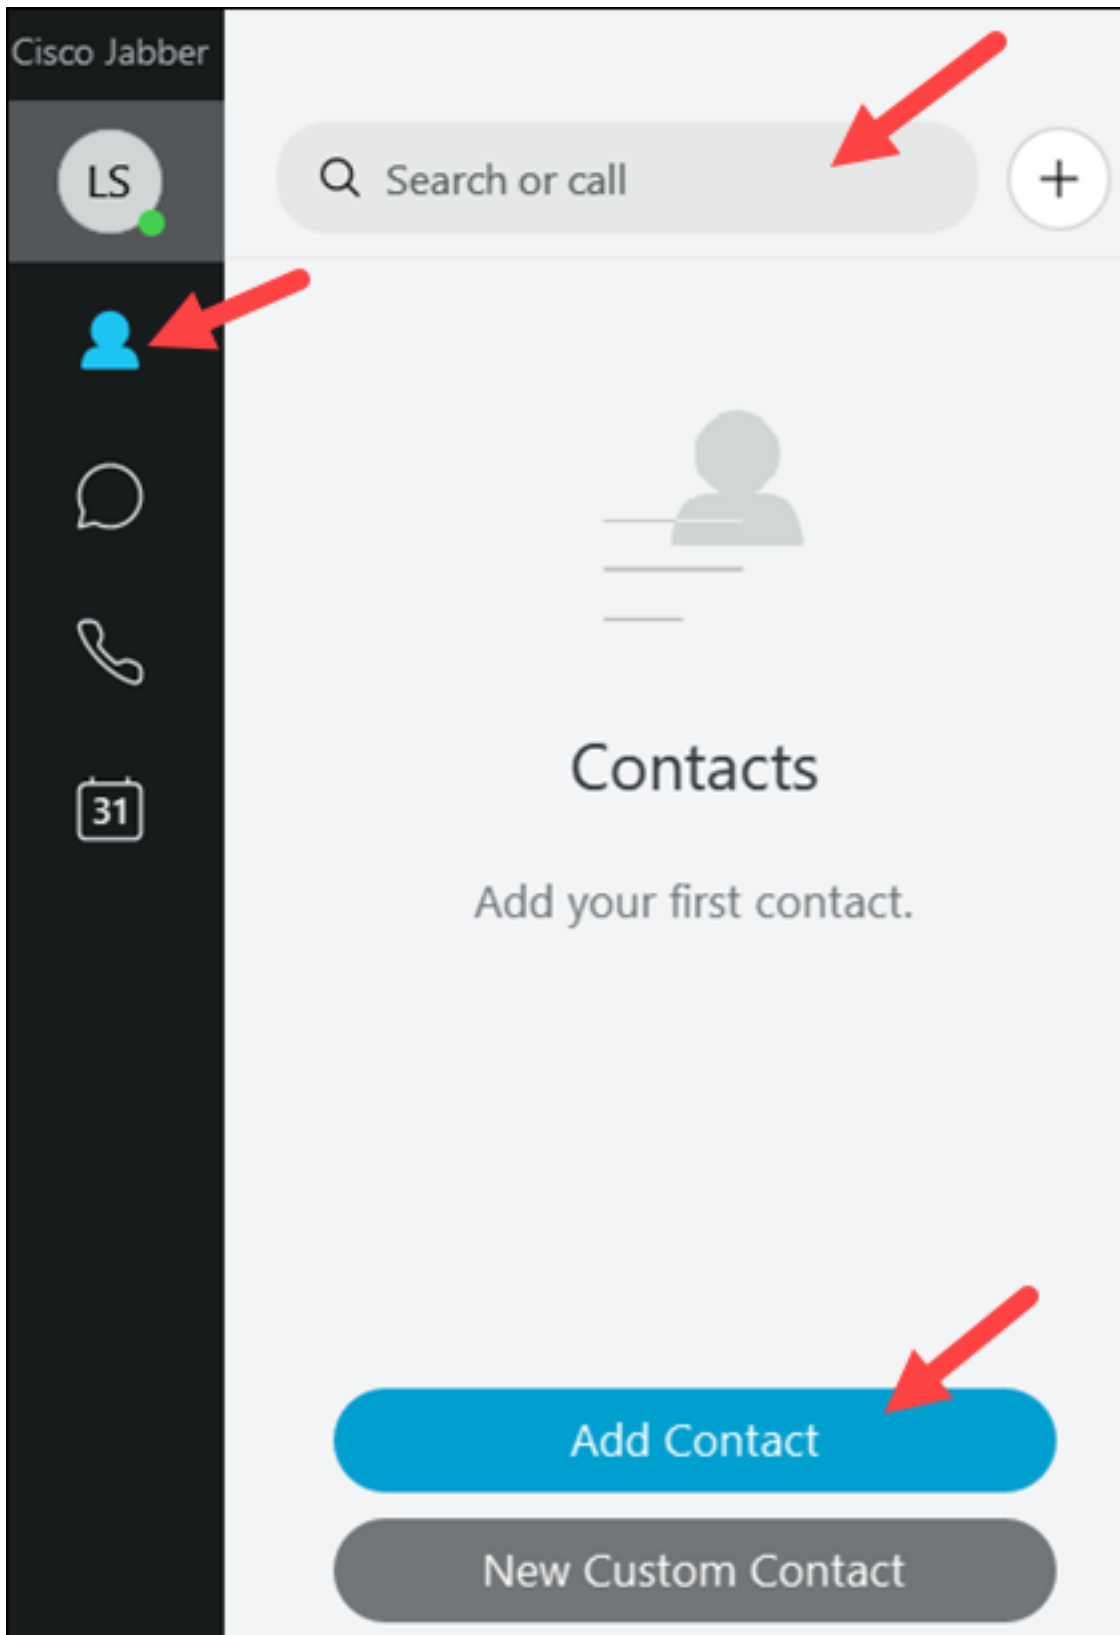 Cisco Jabber
LS
Search or call
31
Contacts
Add your first contact.
Add Contact
New Custom Contact